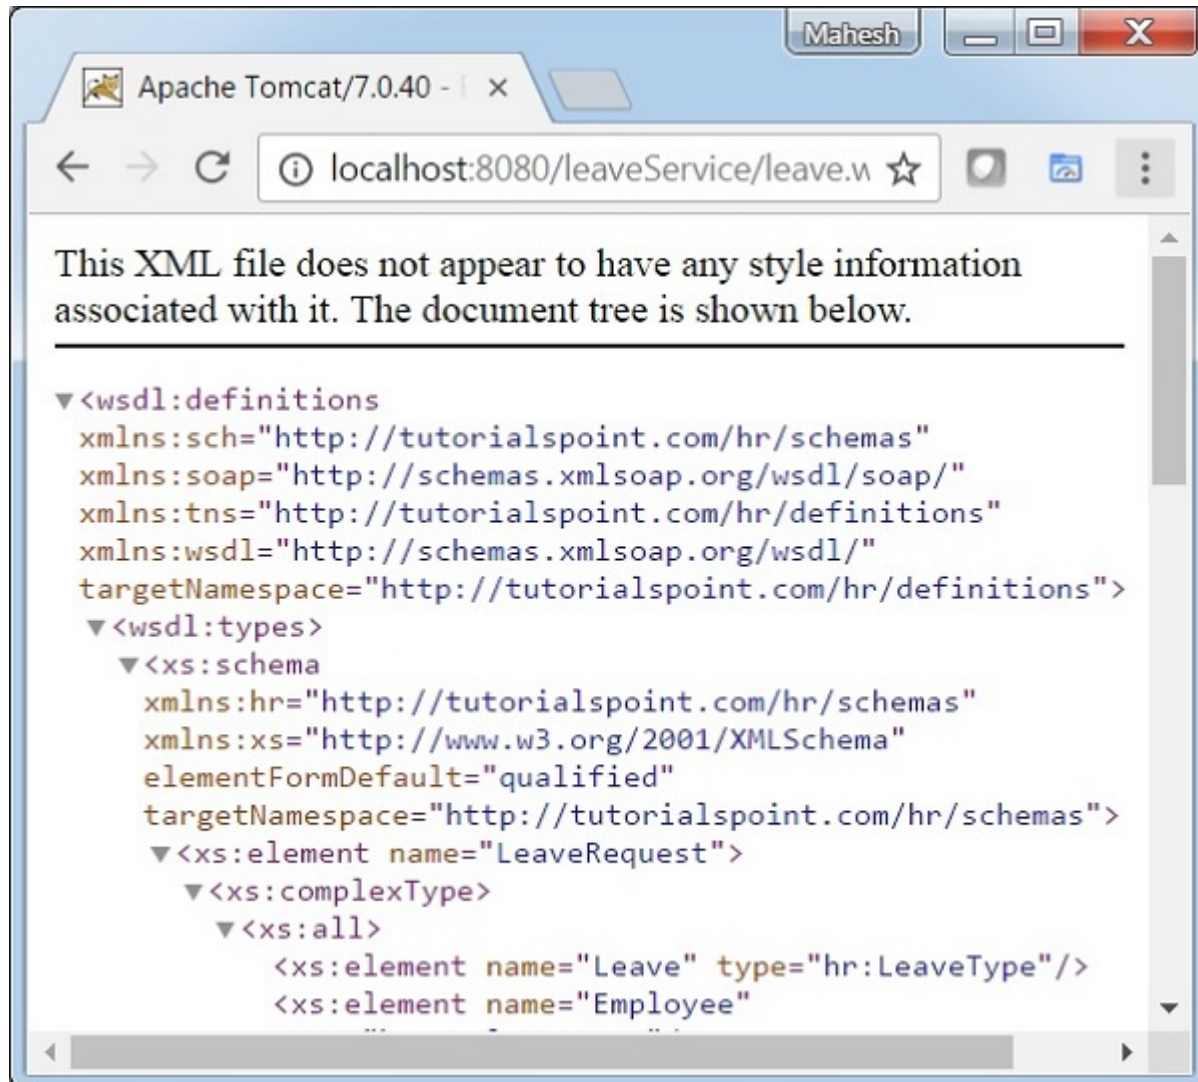 Mahesh
Apache Tomcat/7.0.40 -
localhost:8080/leaveService/leave.w
This XML file does not appear to have any style information
associated with it. The document tree is shown below.
▼<wsdl:definitions
xmlns:sch="http://tutorialspoint.com/hr/schemas"
xmlns:soap="http://schemas.xmlsoap.org/wsdl/soap/"
xmlns:tns="http://tutorialspoint.com/hr/definitions"
xmlns:wsdl="http://schemas.xmlsoap.org/wsdl/"
targetNamespace="http://tutorialspoint.com/hr/definitions">
▼<wsdl:types>
▼<xs:schema
xmlns:hr="http://tutorialspoint.com/hr/schemas"
xmlns:xs="http://www.w3.org/2001/XMLSchema"
elementFormDefault="qualified"
targetNamespace="http://tutorialspoint.com/hr/schemas">
▼<xs:element name="LeaveRequest">
▼<xs:complexType>
▼<xs:all>
<xs:element name="Leave" type="hr:LeaveType"/>
<xs:element name="Employee"